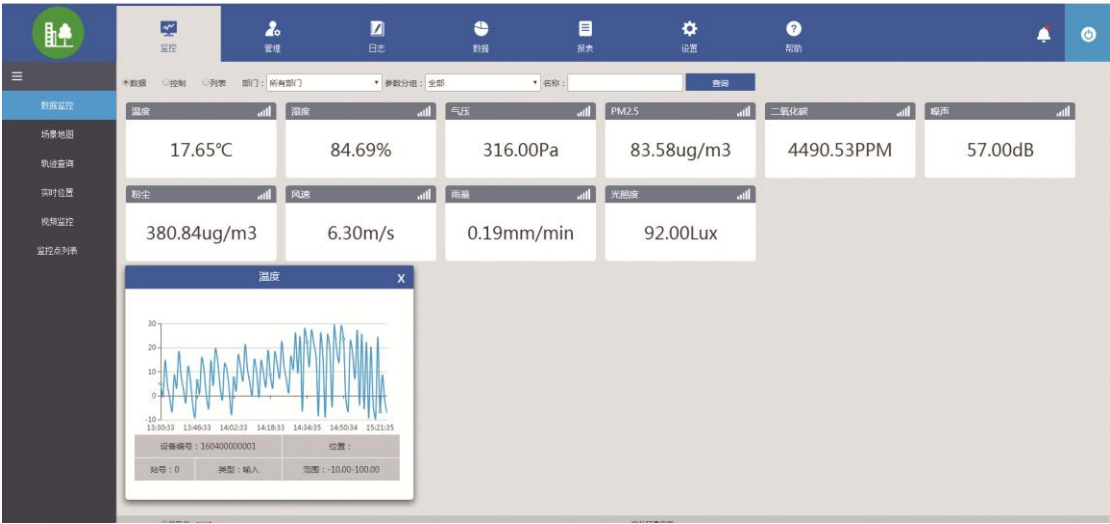 监控 管理 日志 数据 报表 设置 帮助
数据 控制 列表 部门：所有部门 参数分组：全部 名称： 查询
数据监控
场景地图
轨迹查询
实时位置
视频监控
监控点列表
温度 湿度 气压 PM2.5 二氧化碳 噪声
17.65℃ 84.69% 316.00Pa 83.58ug/m3 4490.53PPM 57.00dB
粉尘 风速 雨量 光照度
380.84ug/m3 6.30m/s 0.19mm/min 92.00Lux
温度 X
30
20
10
0
-10
13:30:33 13:46:33 14:02:33 14:18:33 14:34:35 14:50:34 15:21:35
设备编号：160400000001 位置：
站号：0 类型：输入 范围：-10.00-100.00